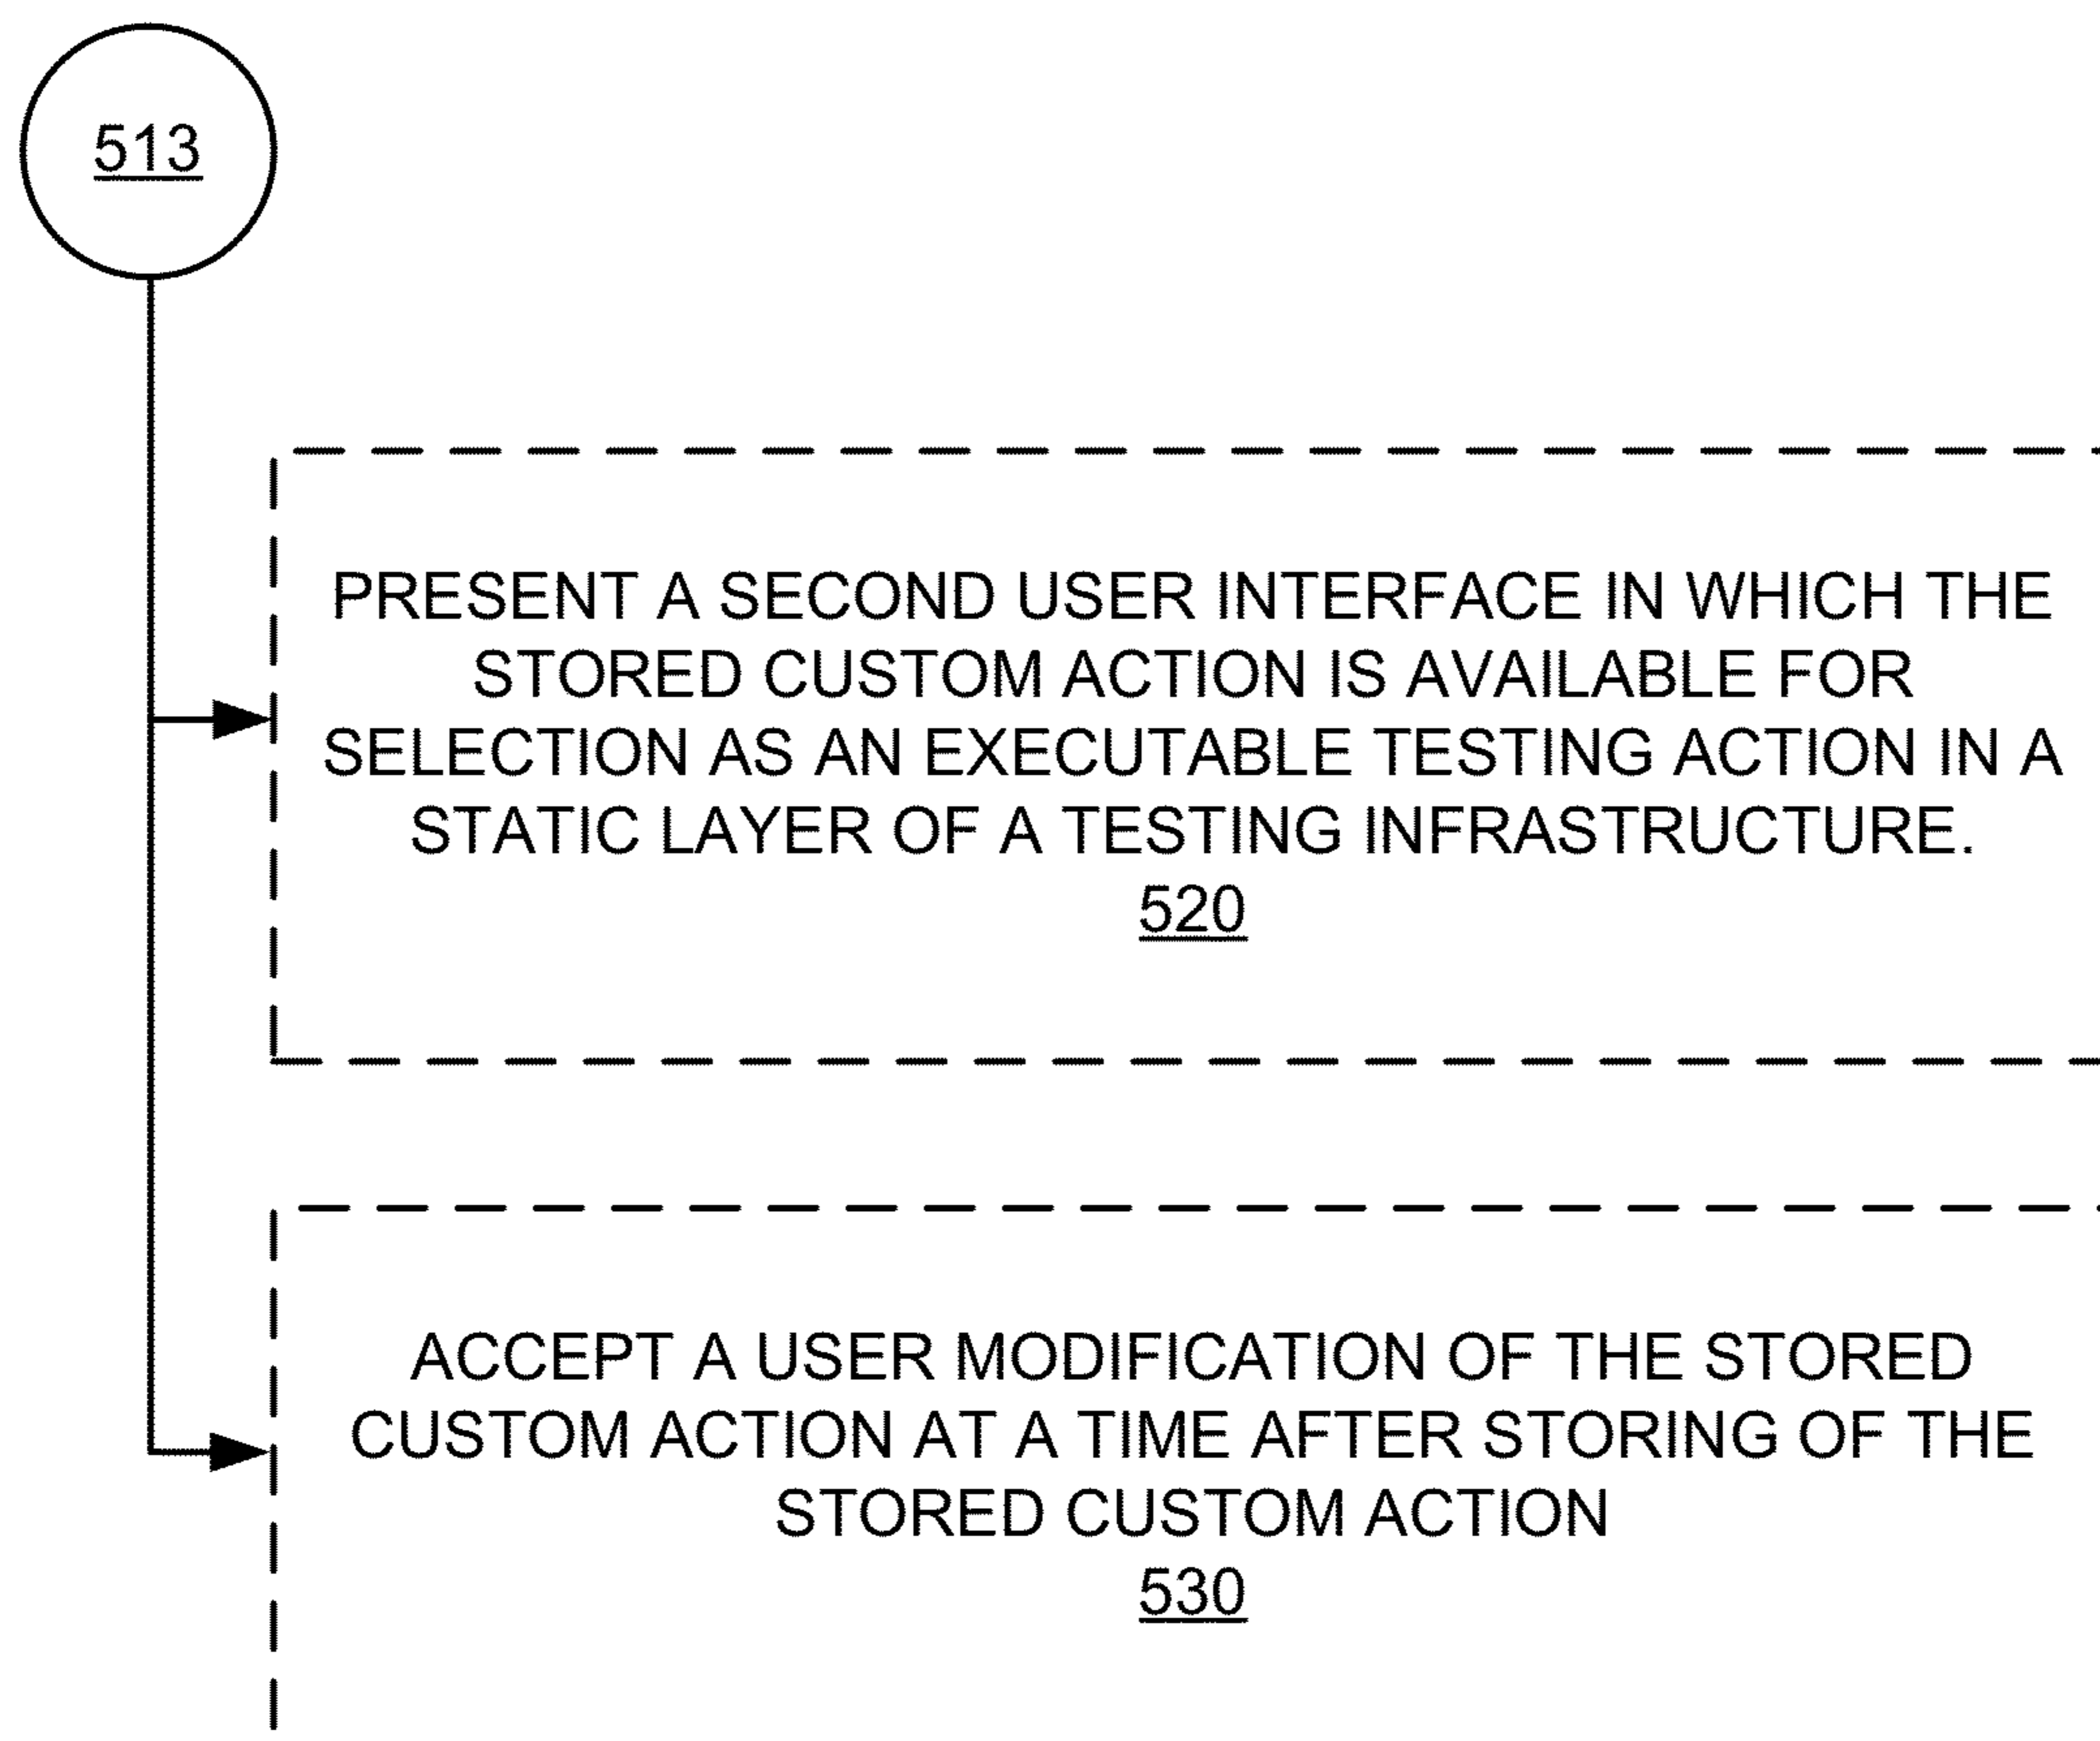 513
PRESENT A SECOND USER INTERFACE IN WHICH THE
STORED CUSTOM ACTION IS AVAILABLE FOR
SELECTION AS AN EXECUTABLE TESTING ACTION IN A
STATIC LAYER OF A TESTING INFRASTRUCTURE.
520
ACCEPT A USER MODIFICATION OF THE STORED
CUSTOM ACTION AT A TIME AFTER STORING OF THE
STORED CUSTOM ACTION
530